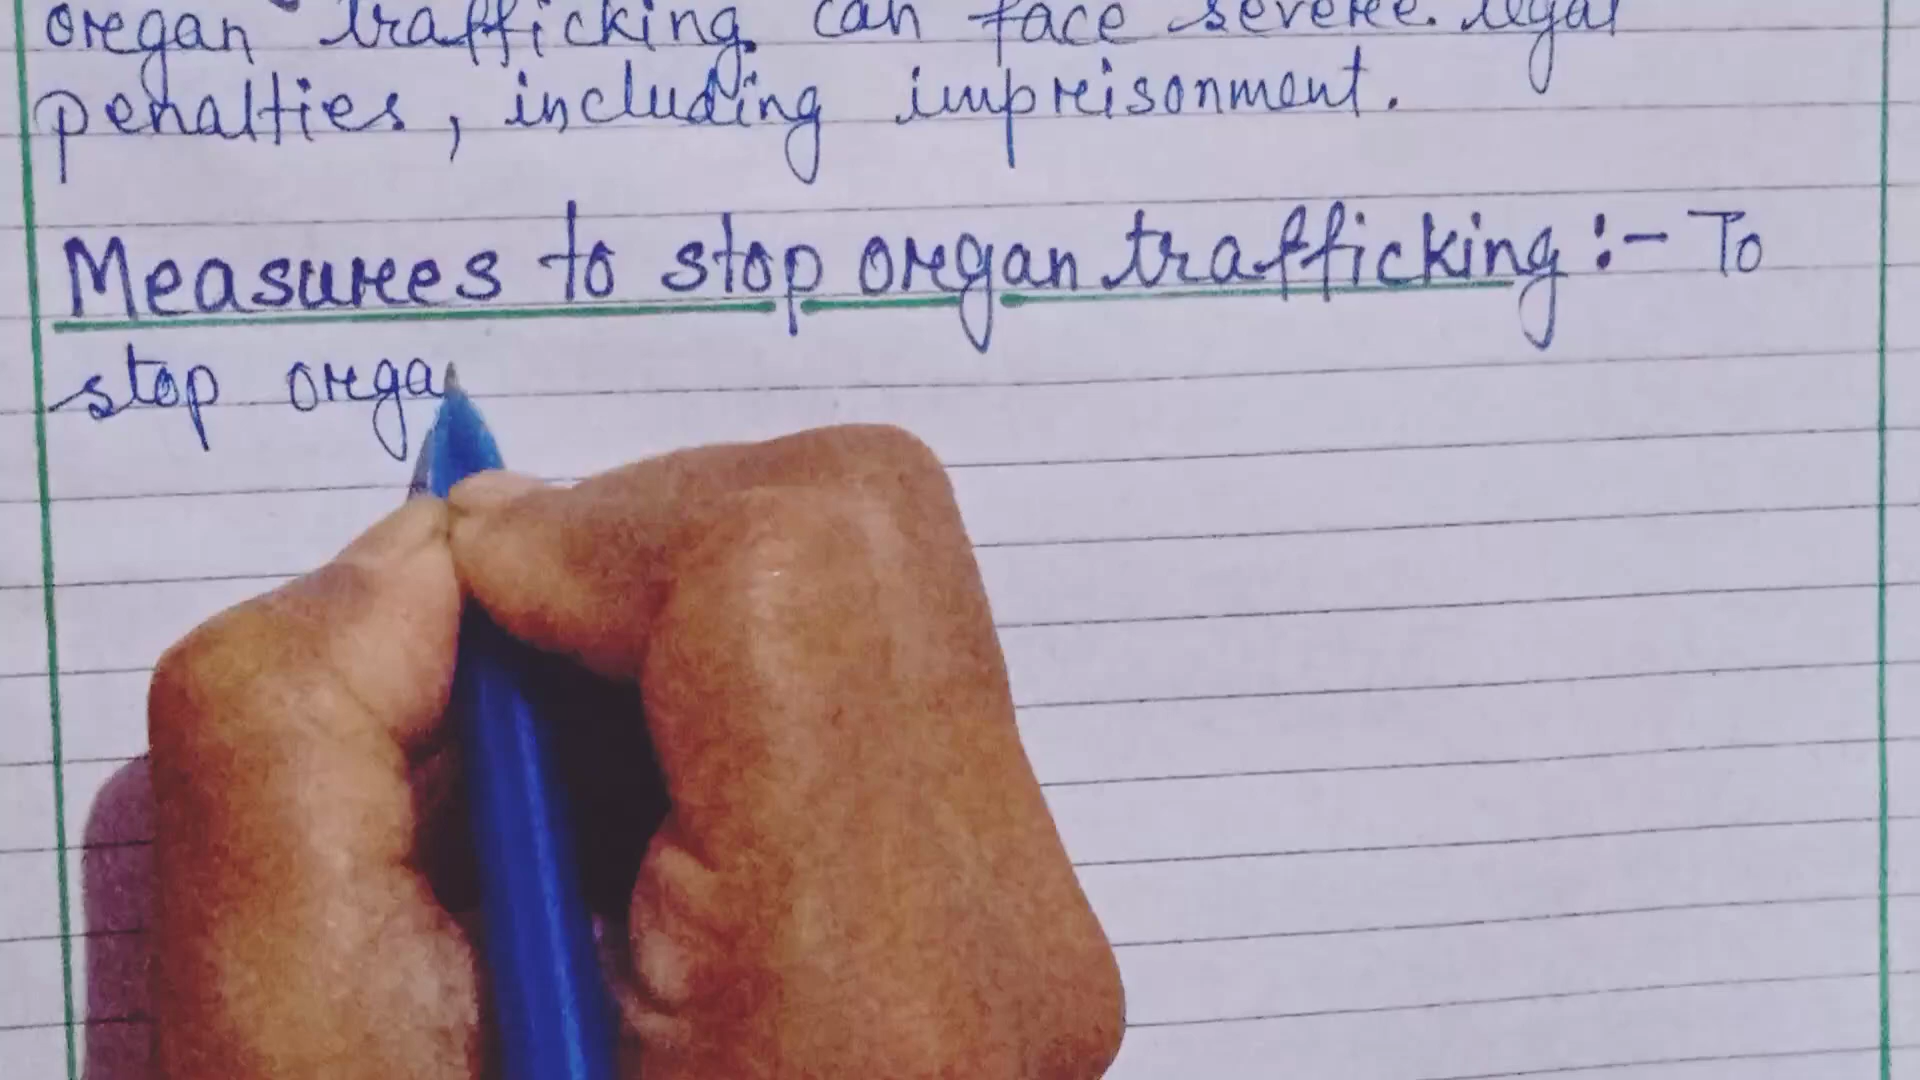 organ trafficking can face severe legal
penalties, including imprisonment.
Measures to stop organ trafficking :- To
stop orga